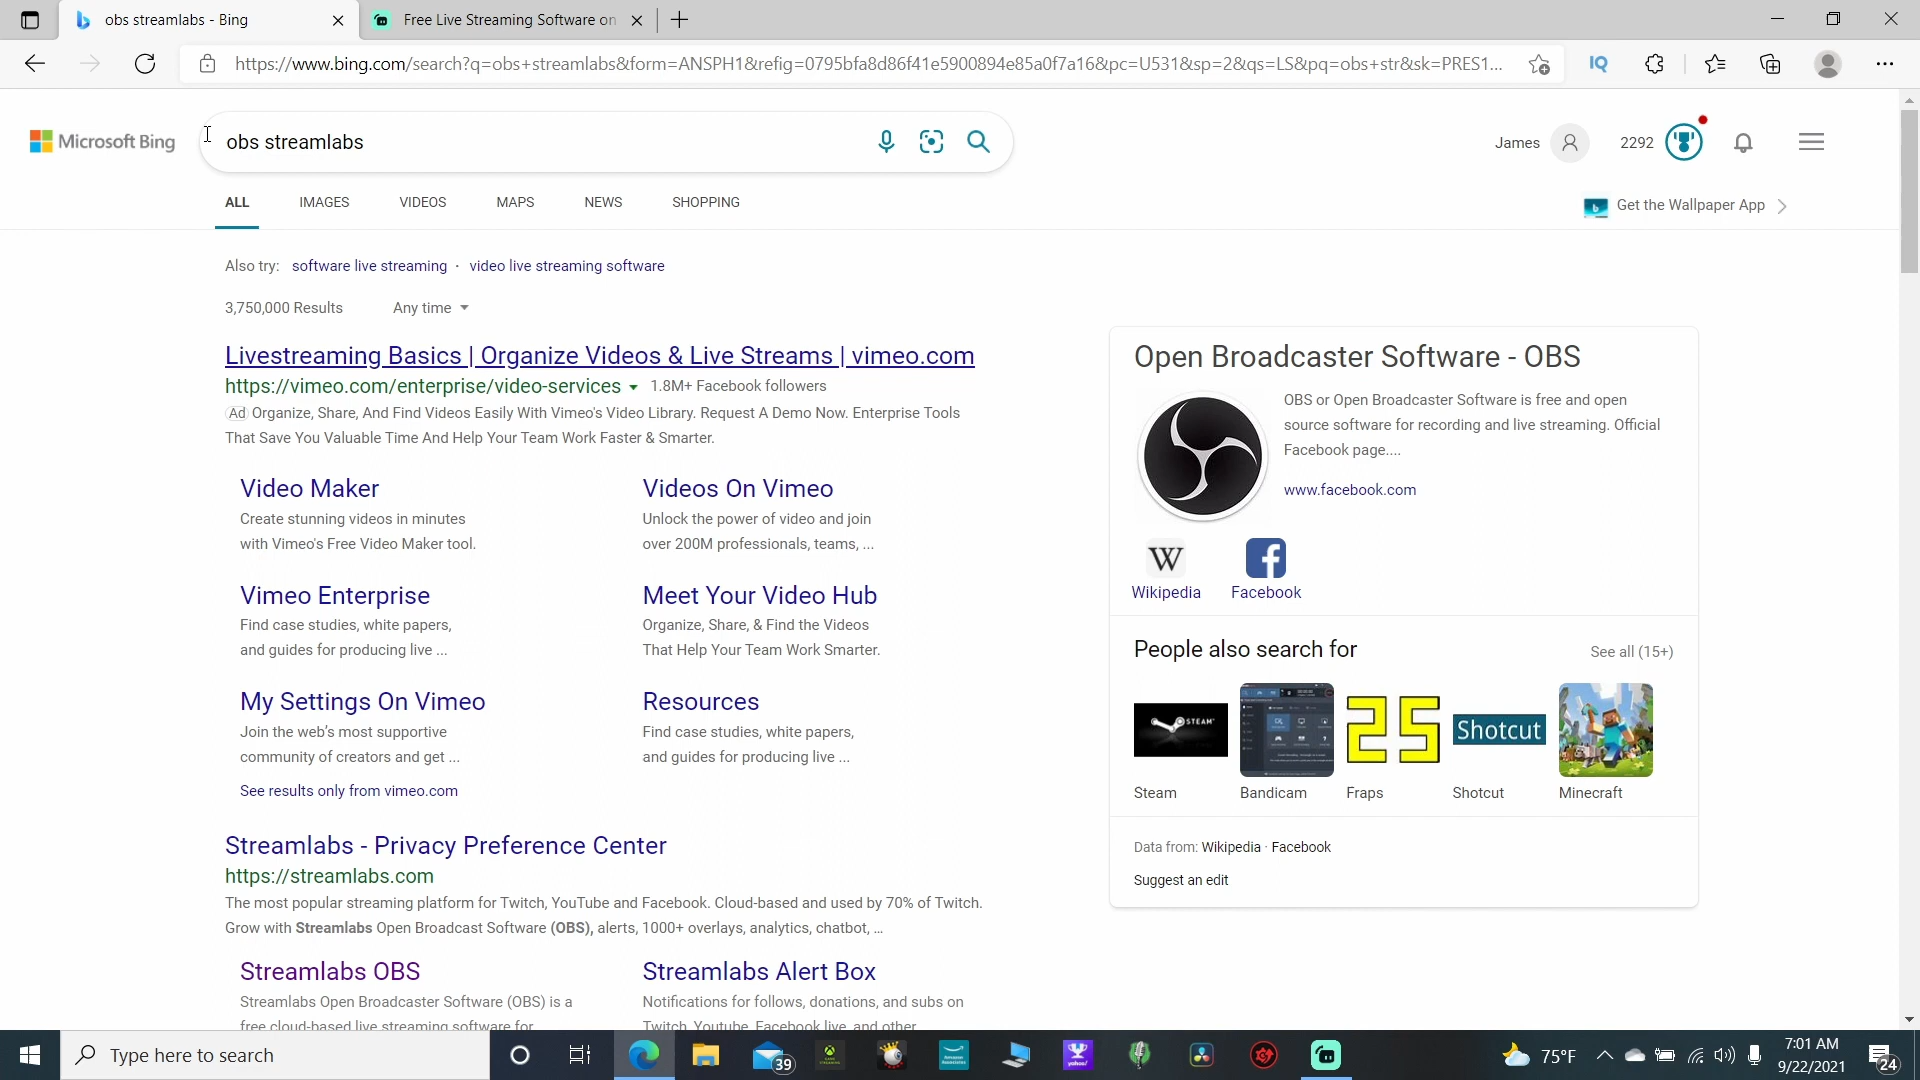 obs streamlabs - Bing
Free Live Streaming Software on
https://www.bing.com/search?q=obs+streamlabs&form=ANSPH1&refig=0795bfa8d86f41e5900894e85a0f7a16&pc=U531&sp=2&qs=LS&pq=obs+str&sk=PRES1...
IQ
Microsoft Bing
obs streamlabs
James
2292
ALL IMAGES VIDEOS MAPS NEWS SHOPPING
Get the Wallpaper App
Also try: software live streaming · video live streaming software
3,750,000 Results Any time
Livestreaming Basics | Organize Videos & Live Streams | vimeo.com
https://vimeo.com/enterprise/video-services 1.8M+ Facebook followers
Ad Organize, Share, And Find Videos Easily With Vimeo's Video Library. Request A Demo Now. Enterprise Tools
That Save You Valuable Time And Help Your Team Work Faster & Smarter.
Video Maker
Create stunning videos in minutes
with Vimeo's Free Video Maker tool.
Videos On Vimeo
Unlock the power of video and join
over 200M professionals, teams, ...
Vimeo Enterprise
Find case studies, white papers,
and guides for producing live ...
Meet Your Video Hub
Organize, Share, & Find the Videos
That Help Your Team Work Smarter.
My Settings On Vimeo
Join the web's most supportive
community of creators and get ...
Resources
Find case studies, white papers,
and guides for producing live ...
See results only from vimeo.com
Streamlabs - Privacy Preference Center
https://streamlabs.com
The most popular streaming platform for Twitch, YouTube and Facebook. Cloud-based and used by 70% of Twitch.
Grow with Streamlabs Open Broadcast Software (OBS), alerts, 1000+ overlays, analytics, chatbot, ...
Streamlabs OBS
Streamlabs Open Broadcaster Software (OBS) is a
free cloud-based live streaming software for
Streamlabs Alert Box
Notifications for follows, donations, and subs on
Twitch, Youtube, Facebook live, and other
Open Broadcaster Software - OBS
OBS or Open Broadcaster Software is free and open
source software for recording and live streaming. Official
Facebook page....
www.facebook.com
W
Wikipedia Facebook
People also search for See all (15+)
STEAM
25
Shotcut
Steam Bandicam Fraps Shotcut Minecraft
Data from: Wikipedia · Facebook
Suggest an edit
Type here to search
39
75°F
7:01 AM
9/22/2021
24